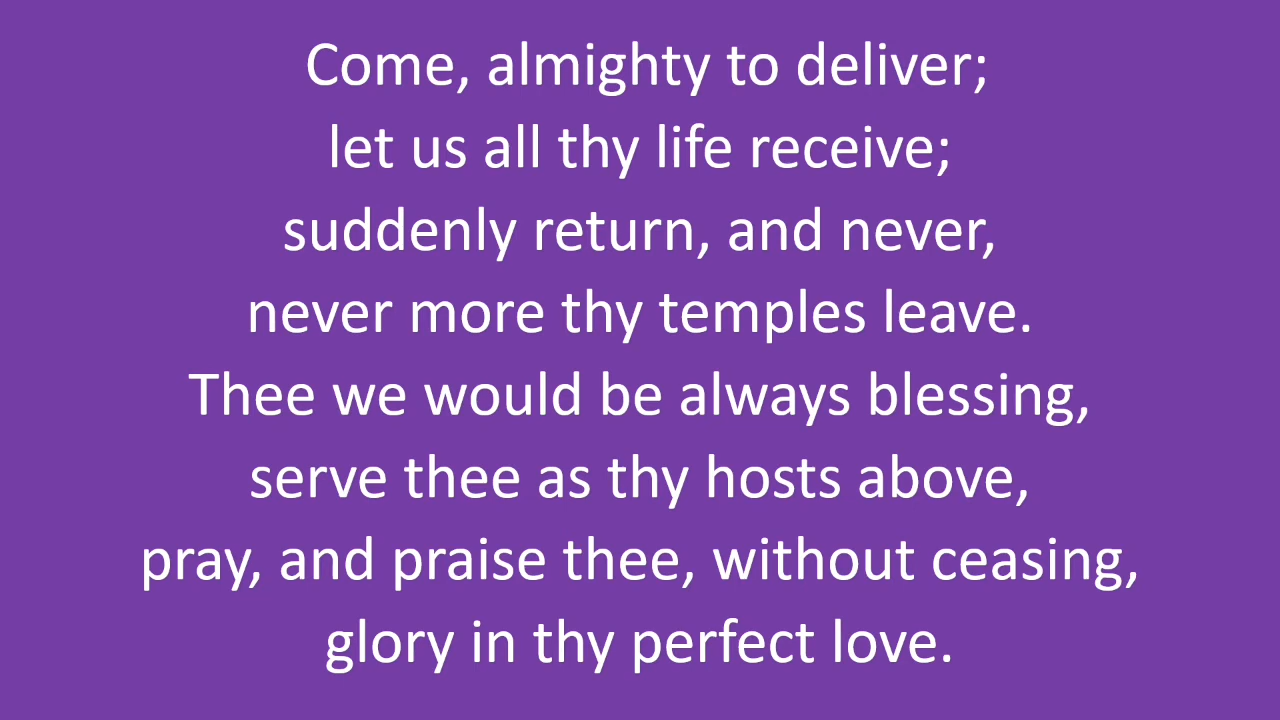 Come, almighty to deliver;
let us all thy life receive;
suddenly return, and never,
never more thy temples leave.
Thee we would be always blessing,
serve thee as thy hosts above,
pray, and praise thee, without ceasing,
glory in thy perfect love.